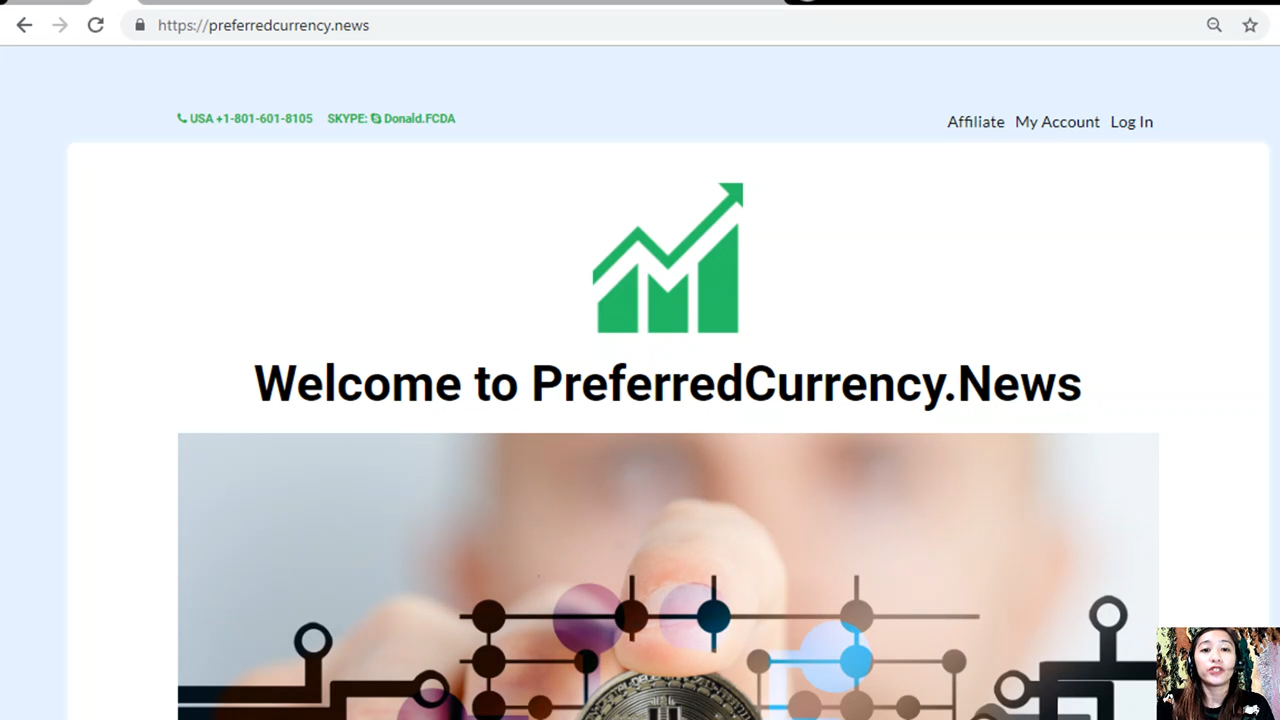 https://preferredcurrency.news
USA +1-801-601-8105 SKYPE: Donald.FCDA
Affiliate My Account Log In
Welcome to PreferredCurrency.News